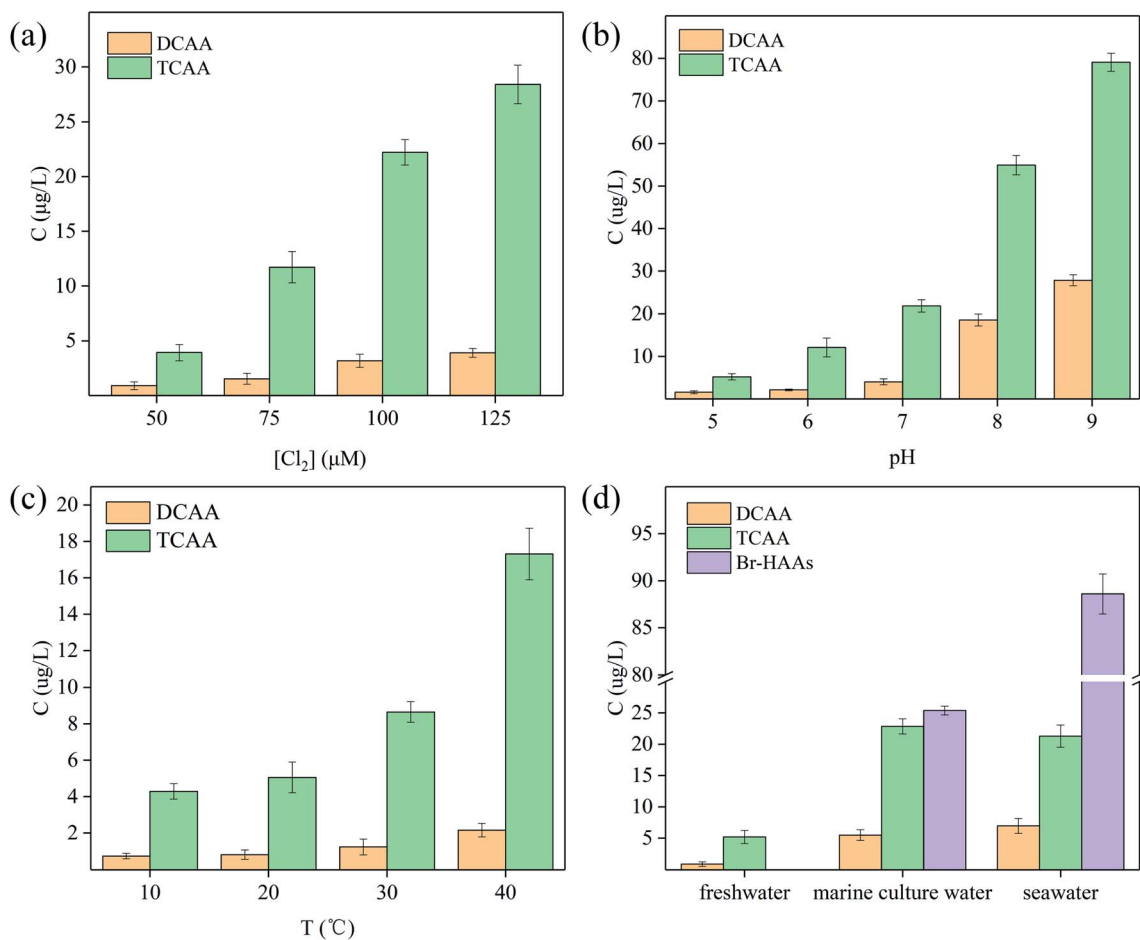 (a)
DCAA
TCAA
30
25
20
15
10
5
C (μg/L)
50 75 100 125
[Cl₂] (μM)
(b)
DCAA
TCAA
80
70
60
50
40
30
20
10
C (ug/L)
5 6 7 8 9
pH
(c)
DCAA
TCAA
20
18
16
14
12
10
8
6
4
2
C (ug/L)
10 20 30 40
T (℃)
(d)
DCAA
TCAA
Br-HAAs
95
90
85
80
25
20
15
10
5
C (ug/L)
freshwater marine culture water seawater